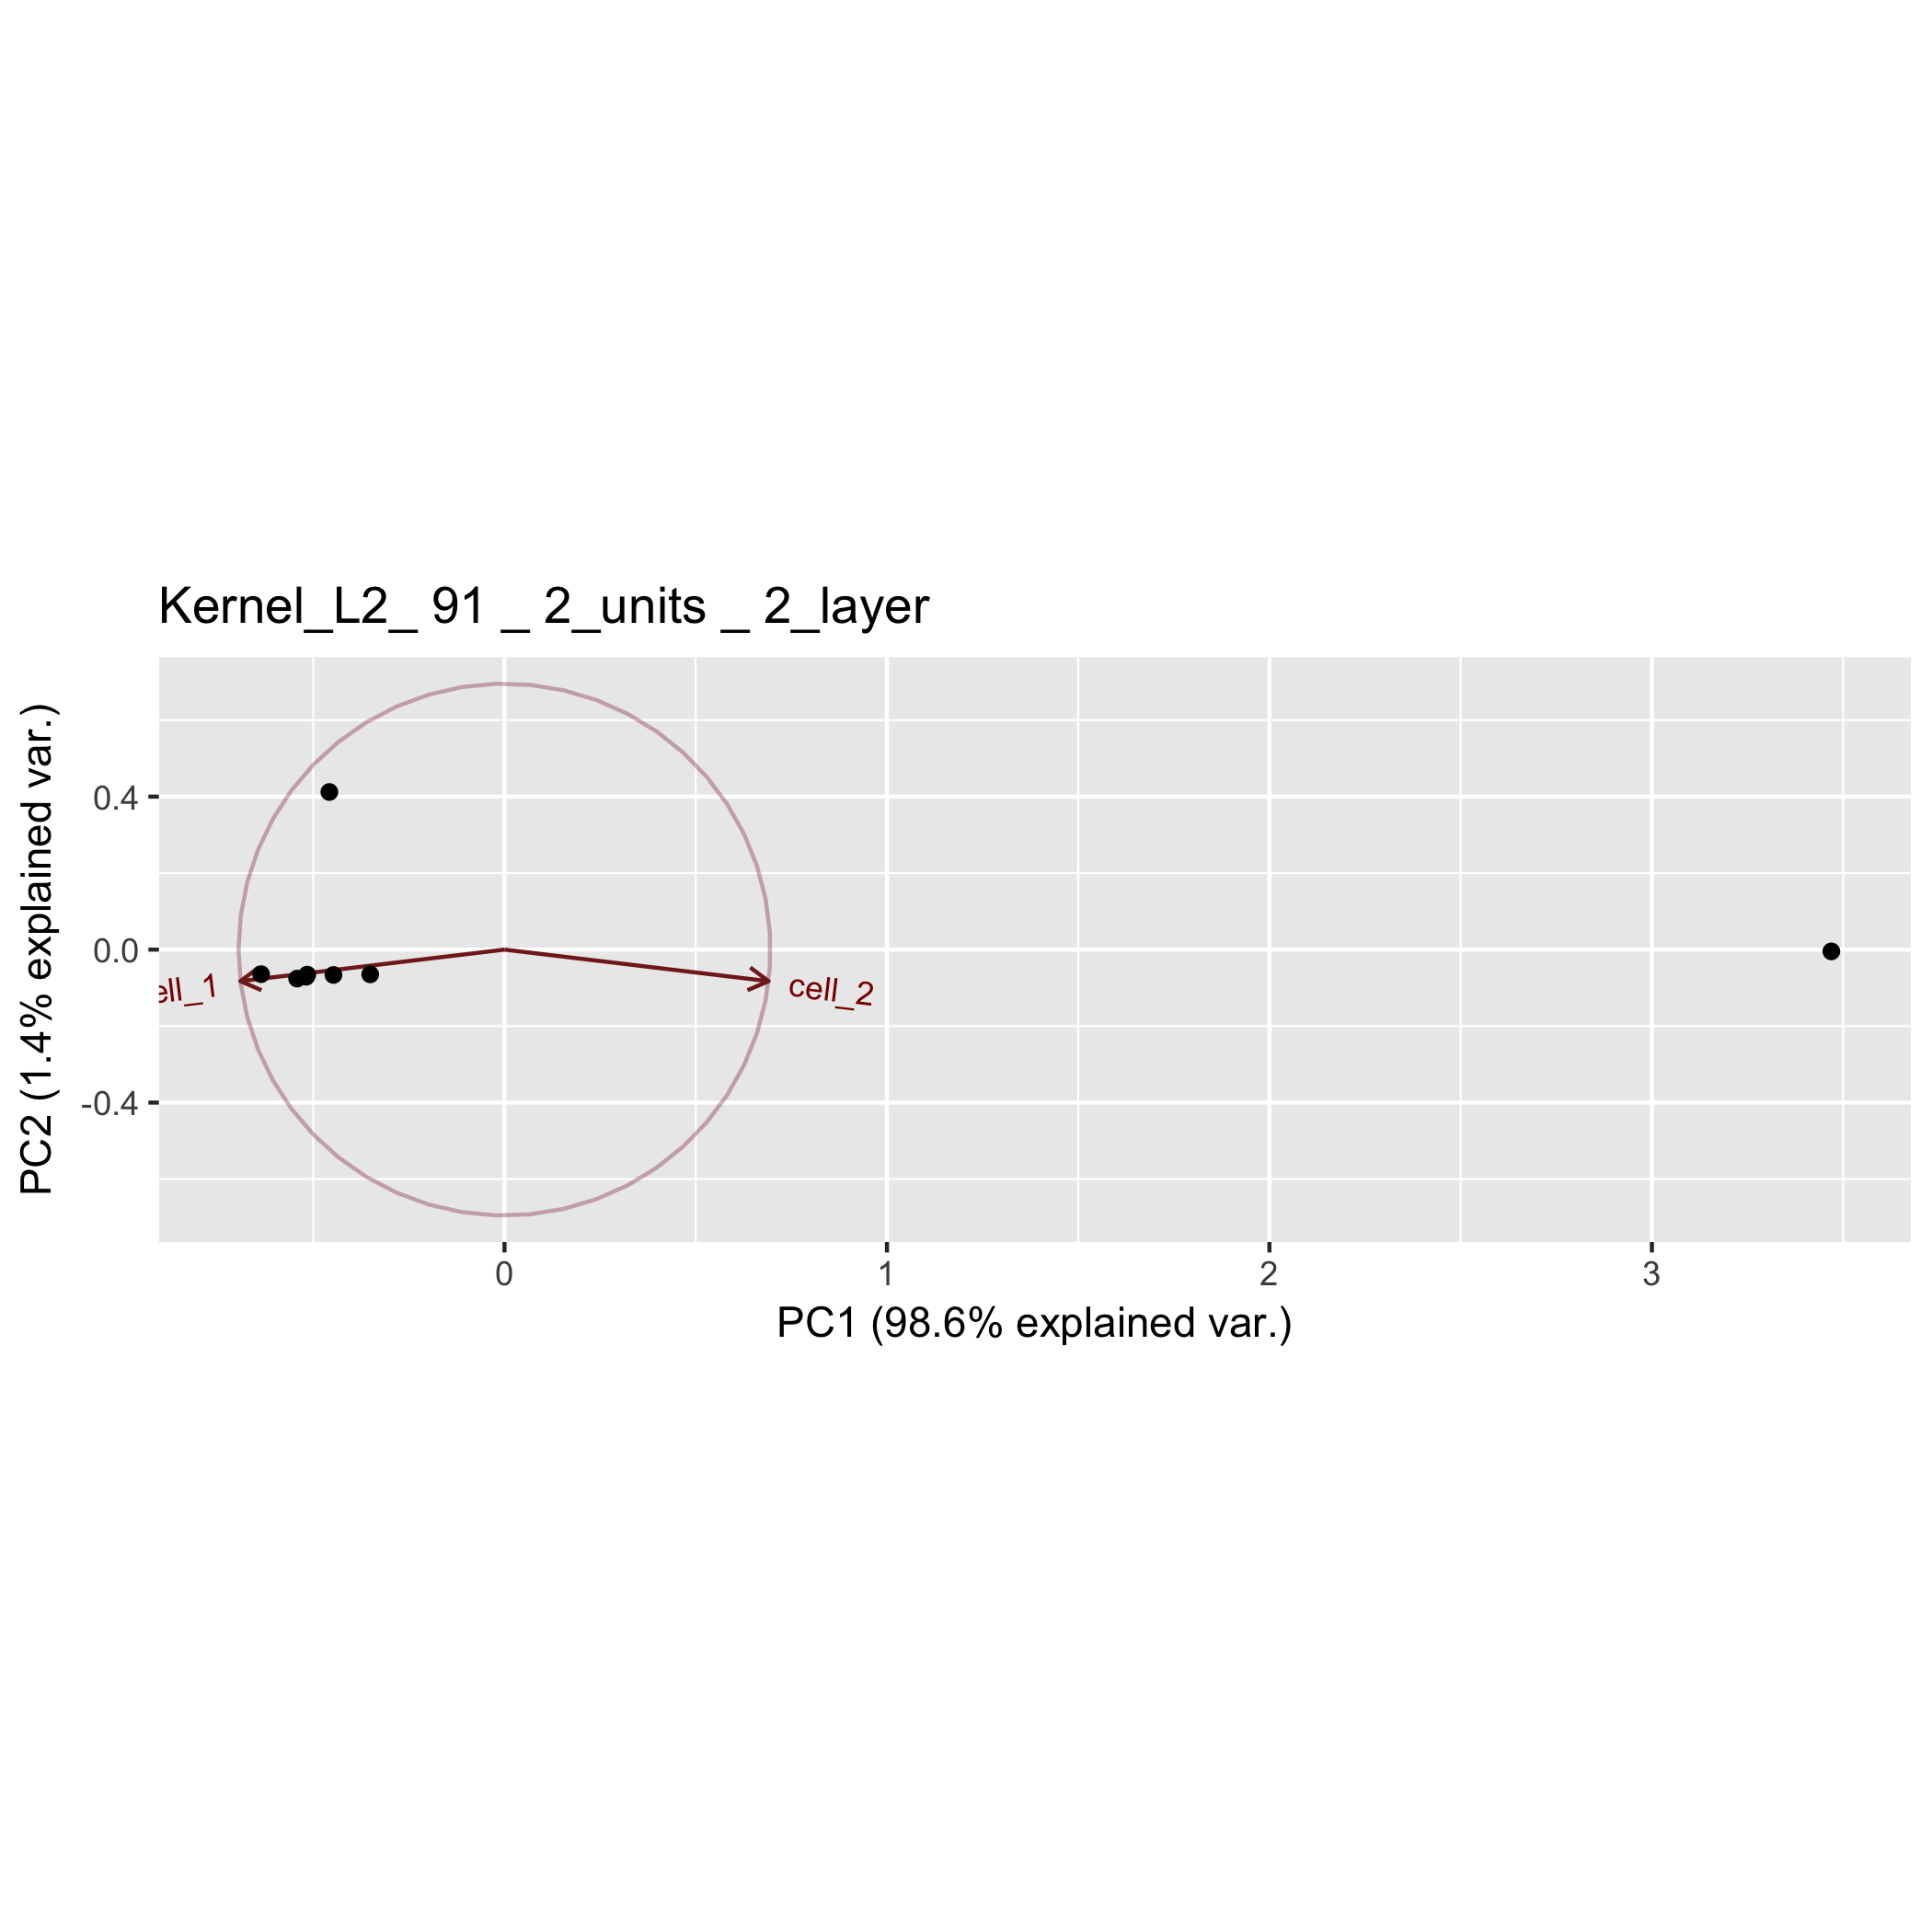 Kernel_L2_ 91 _ 2_units _ 2_layer
PC2 (1.4% explained var.)
0.4
0.0
-0.4
ell_1
cell_2
0 1 2 3
PC1 (98.6% explained var.)